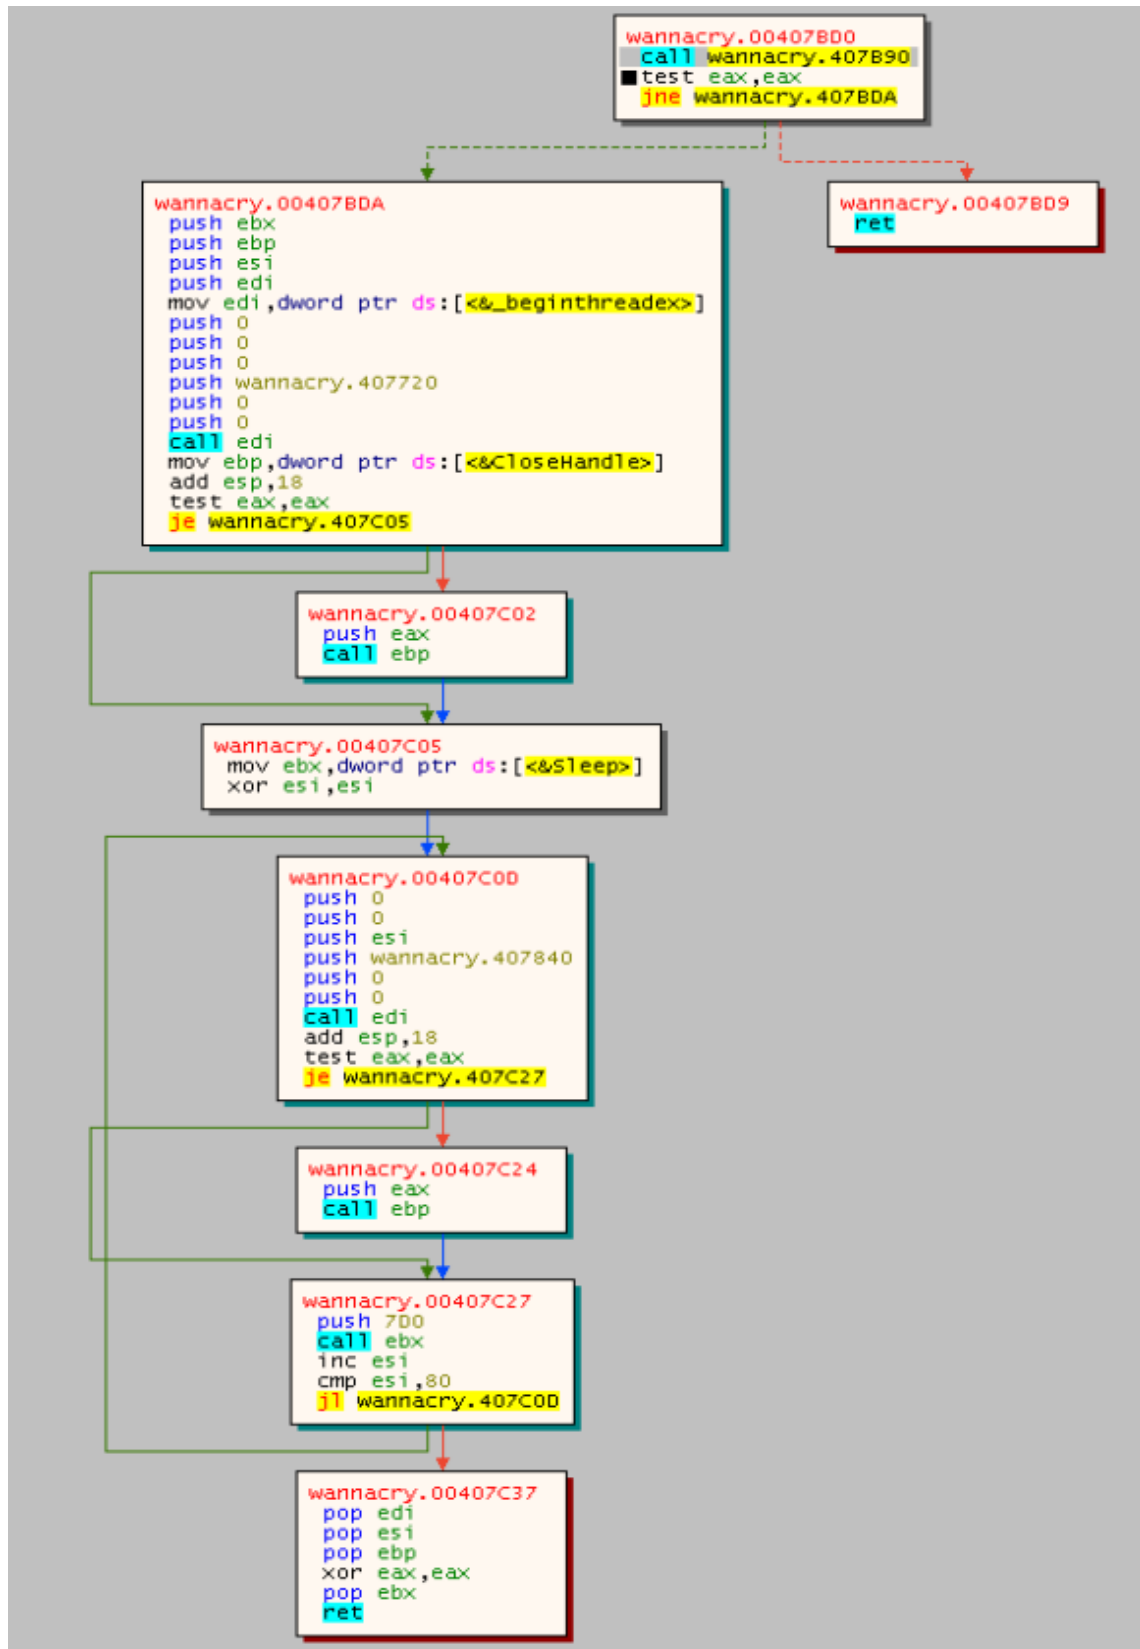 wannacry.00407BD0
call wannacry.407B90
test eax,eax
jne wannacry.407BDA
wannacry.00407BDA
push ebx
push ebp
push esi
push edi
mov edi,dword ptr ds:[<&_beginthreadex>]
push 0
push 0
push 0
push wannacry.407720
push 0
push 0
call edi
mov ebp,dword ptr ds:[<&CloseHandle>]
add esp,18
test eax,eax
je wannacry.407C05
wannacry.00407BD9
ret
wannacry.00407C02
push eax
call ebp
wannacry.00407C05
mov ebx,dword ptr ds:[<&Sleep>]
xor esi,esi
wannacry.00407C0D
push 0
push 0
push esi
push wannacry.407840
push 0
push 0
call edi
add esp,18
test eax,eax
je wannacry.407C27
wannacry.00407C24
push eax
call ebp
wannacry.00407C27
push 7D0
call ebx
inc esi
cmp esi,80
jl wannacry.407C0D
wannacry.00407C37
pop edi
pop esi
pop ebp
xor eax,eax
pop ebx
ret